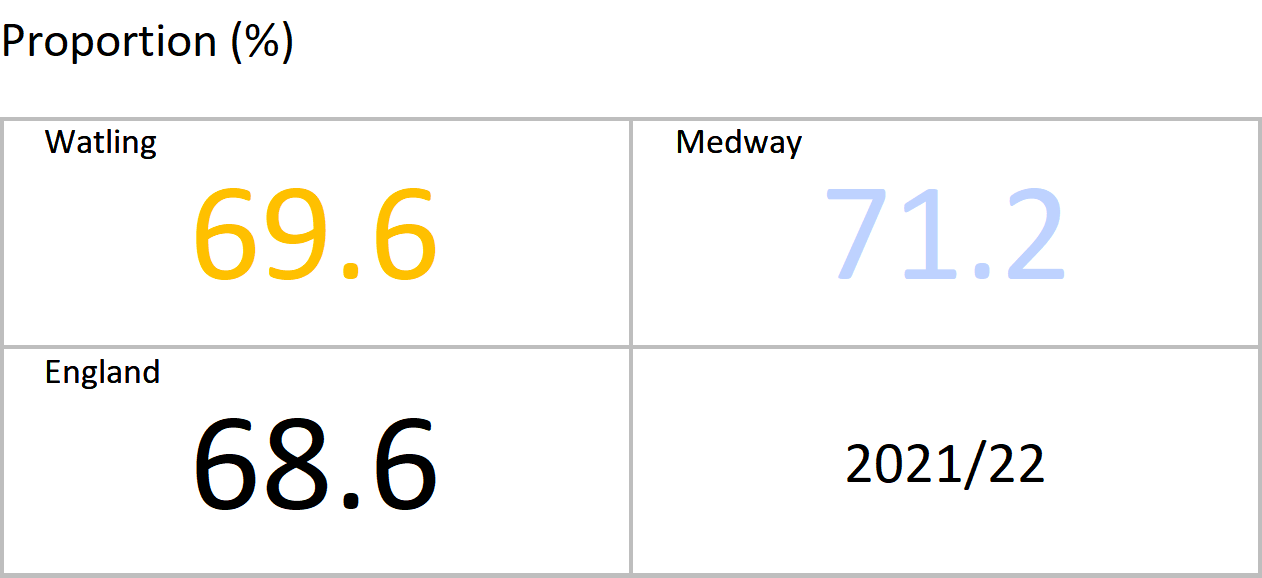 Proportion (%)
Watling
69.6
Medway
71.2
England
68.6
2021/22